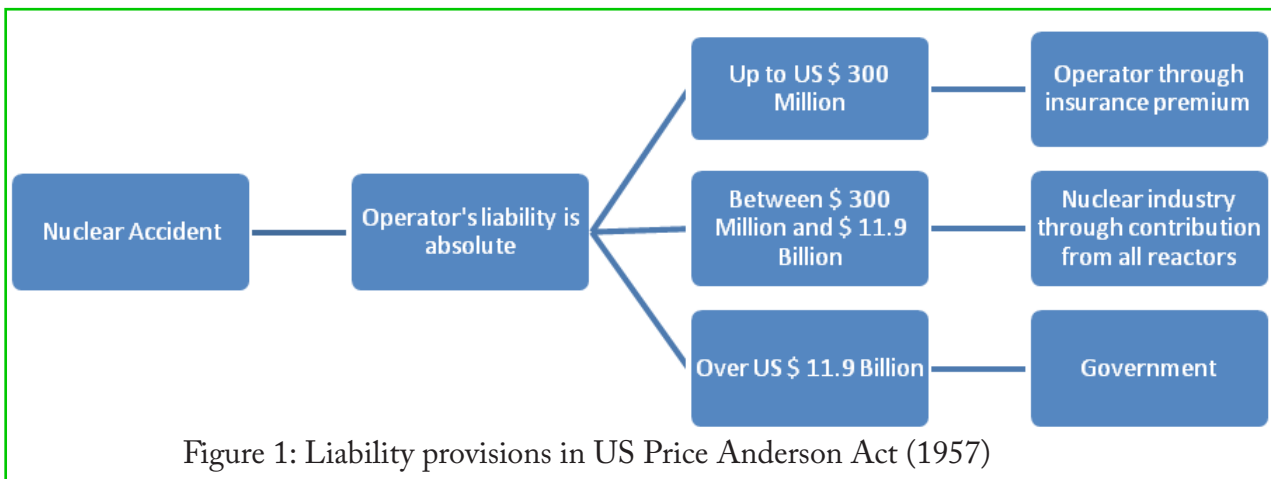 Nuclear Accident
Operator's liability is
absolute
Up to US $ 300
Million
Operator through
insurance premium
Between $ 300
Million and $ 11.9
Billion
Nuclear industry
through contribution
from all reactors
Over US $ 11.9 Billion
Government
Figure 1: Liability provisions in US Price Anderson Act (1957)